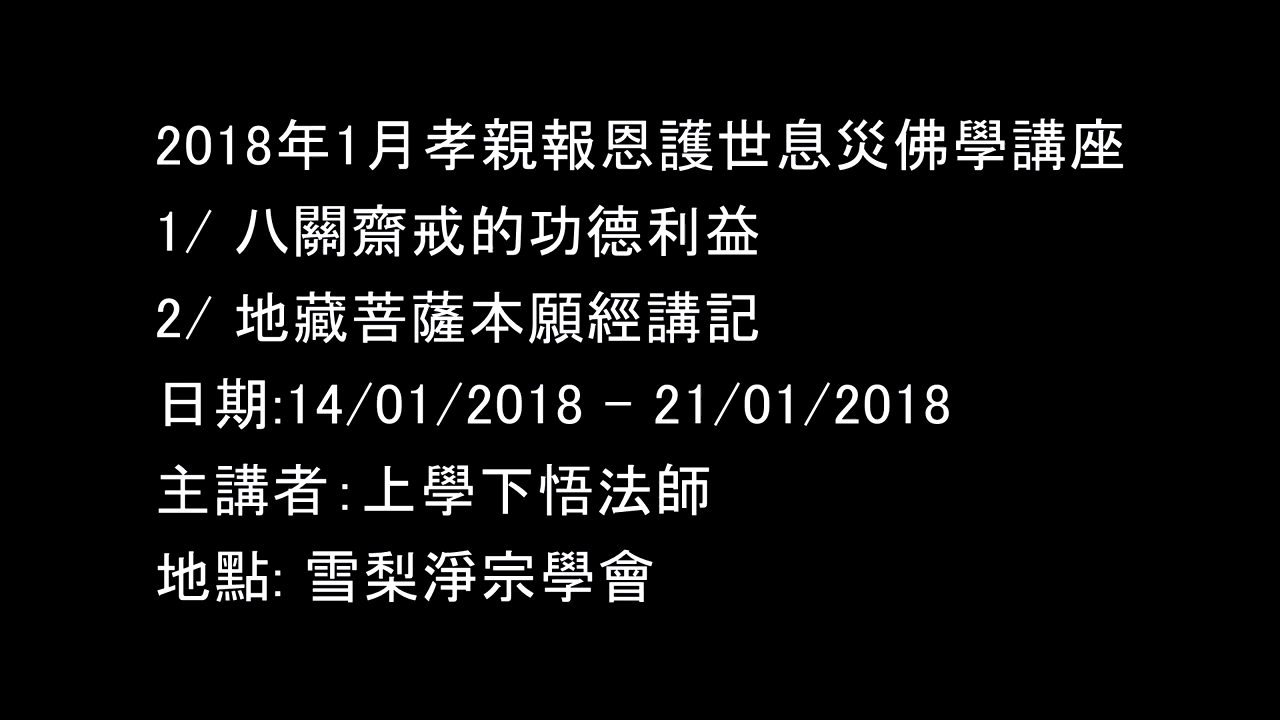 2018年1月孝親報恩護世息災佛學講座
1/ 八關齋戒的功德利益
2/ 地藏菩薩本願經講記
日期:14/01/2018 - 21/01/2018
主講者:上學下悟法師
地點: 雪梨淨宗學會